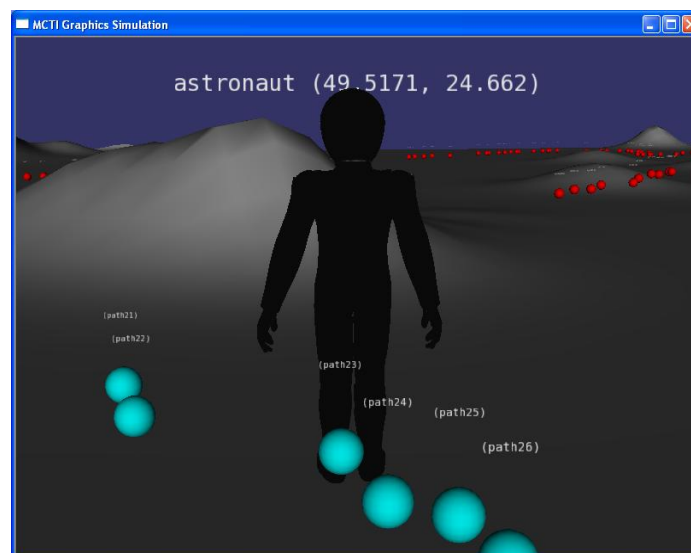 MCTI Graphics Simulation
astronaut (49.5171, 24.662)
(path21)
(path22)
(path23)
(path24)
(path25)
(path26)